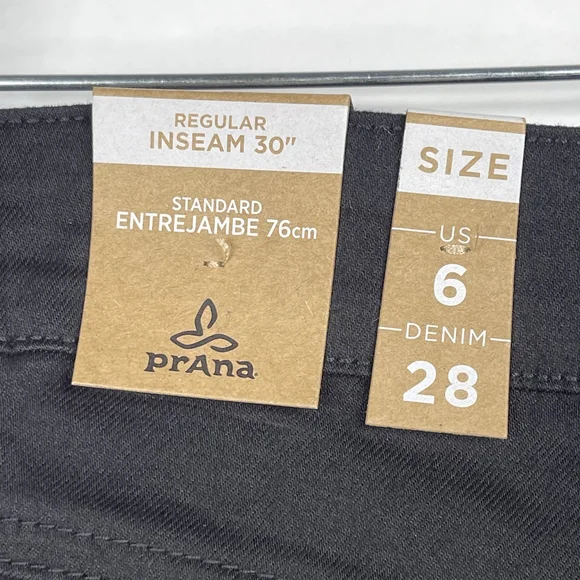 REGULAR
INSEAM 30"
STANDARD
ENTREJAMBE 76cm
prAna
SIZE
US
6
DENIM
28